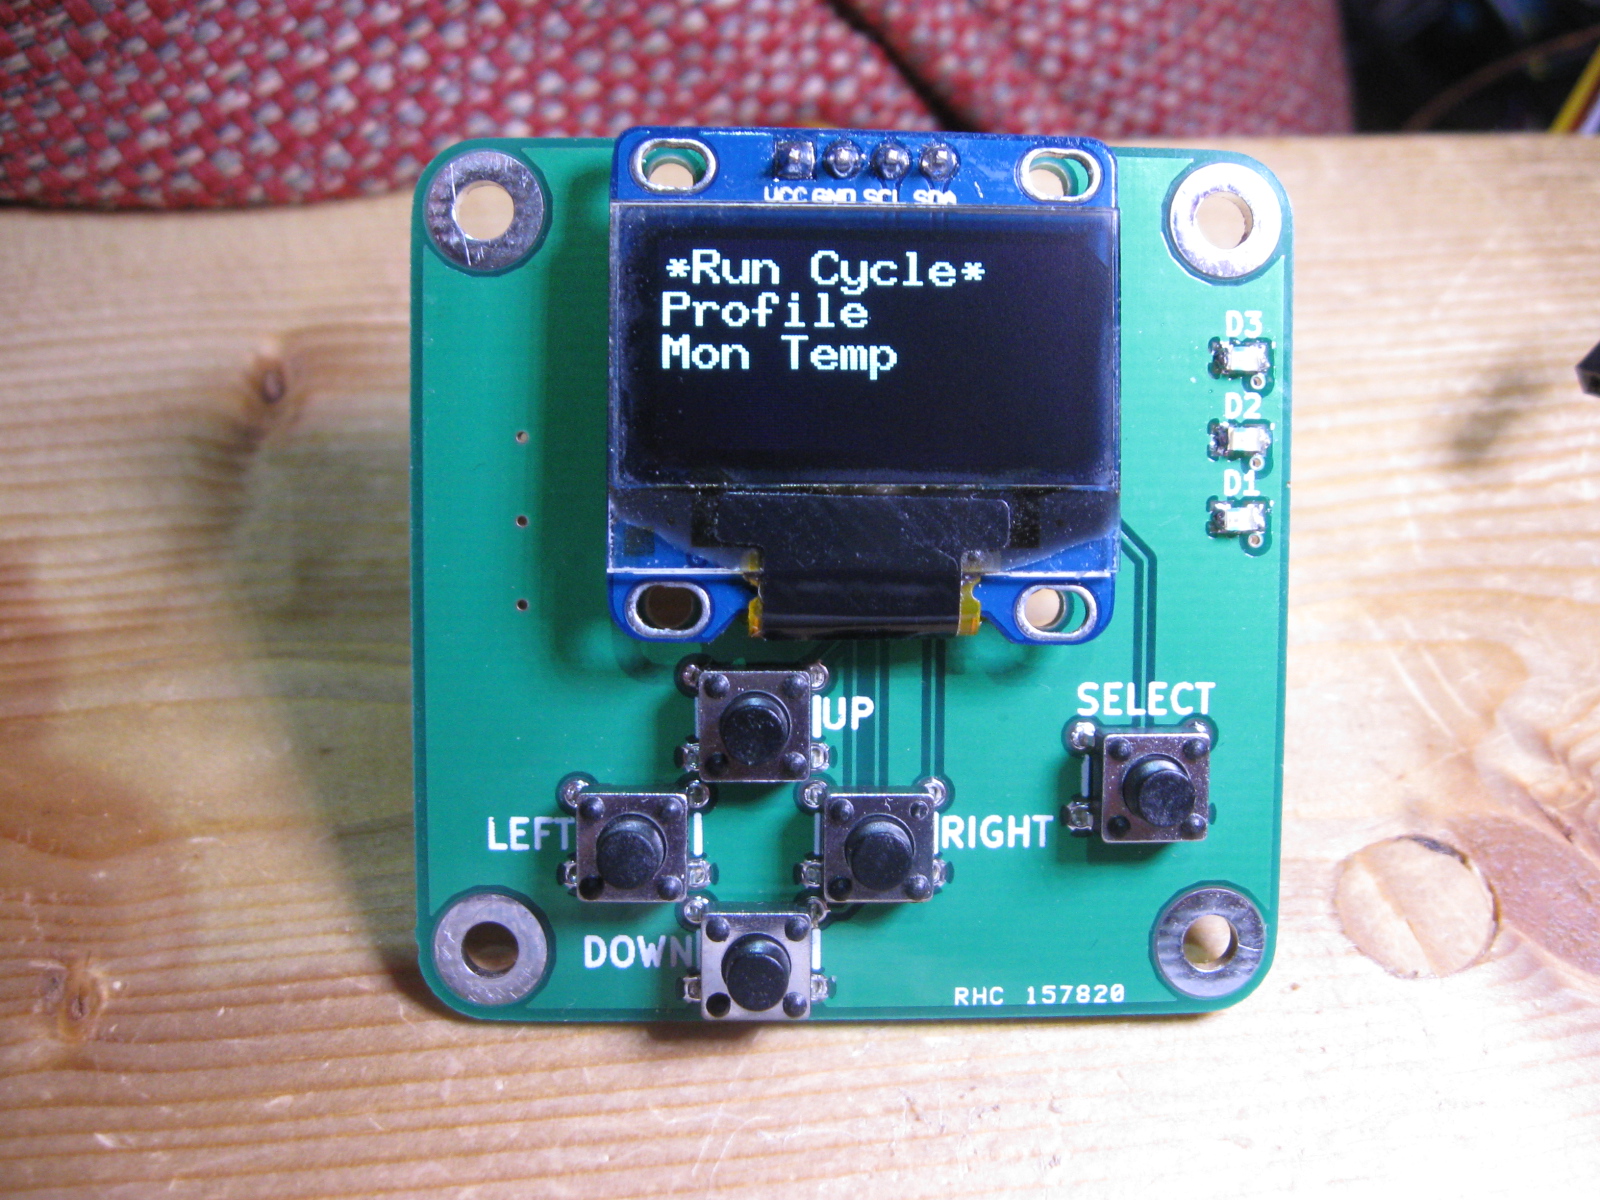 VCC GND SCL SDA
*Run Cycle*
Profile
Mon Temp
D3
D2
D1
SELECT
UP
LEFT
RIGHT
DOWN
RHC 157820